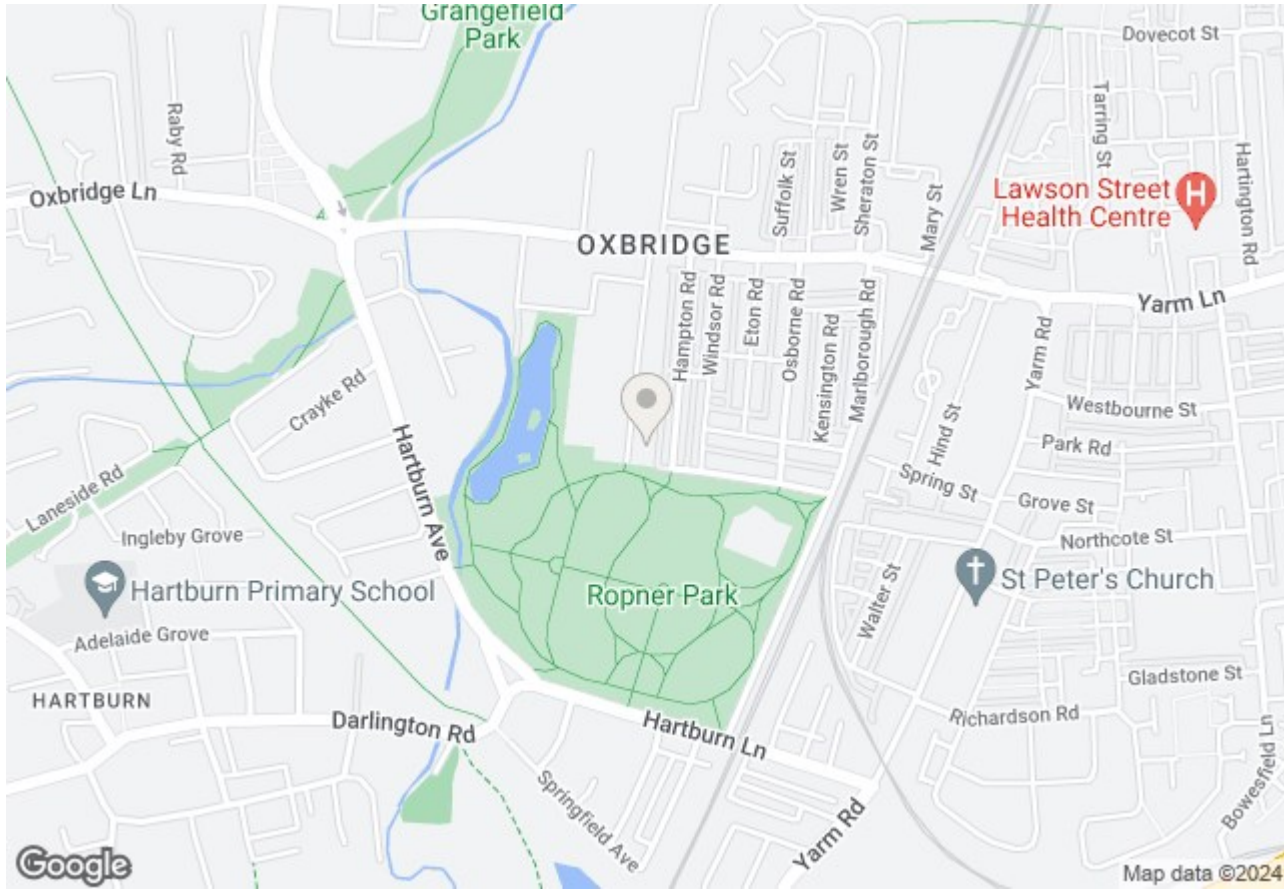 Grangefield
Park
Dovecot St
Raby Rd
Oxbridge Ln
Suffolk St
Wren St
Sheraton St
Mary St
Tarring St
Hartington Rd
Lawson Street
Health Centre
OXBRIDGE
Yarm Ln
Hampton Rd
Windsor Rd
Eton Rd
Osborne Rd
Kensington Rd
Marlborough Rd
Yarm Rd
Westbourne St
Crayke Rd
Hartburn Ave
Hind St
Park Rd
Spring St
Grove St
Laneside Rd
Ingleby Grove
Northcote St
Hartburn Primary School
Ropner Park
Walter St
St Peter's Church
Adelaide Grove
Gladstone St
HARTBURN
Darlington Rd
Hartburn Ln
Richardson Rd
Springfield Ave
Yarm Rd
Bowesfield Ln
Google
Map data ©2024